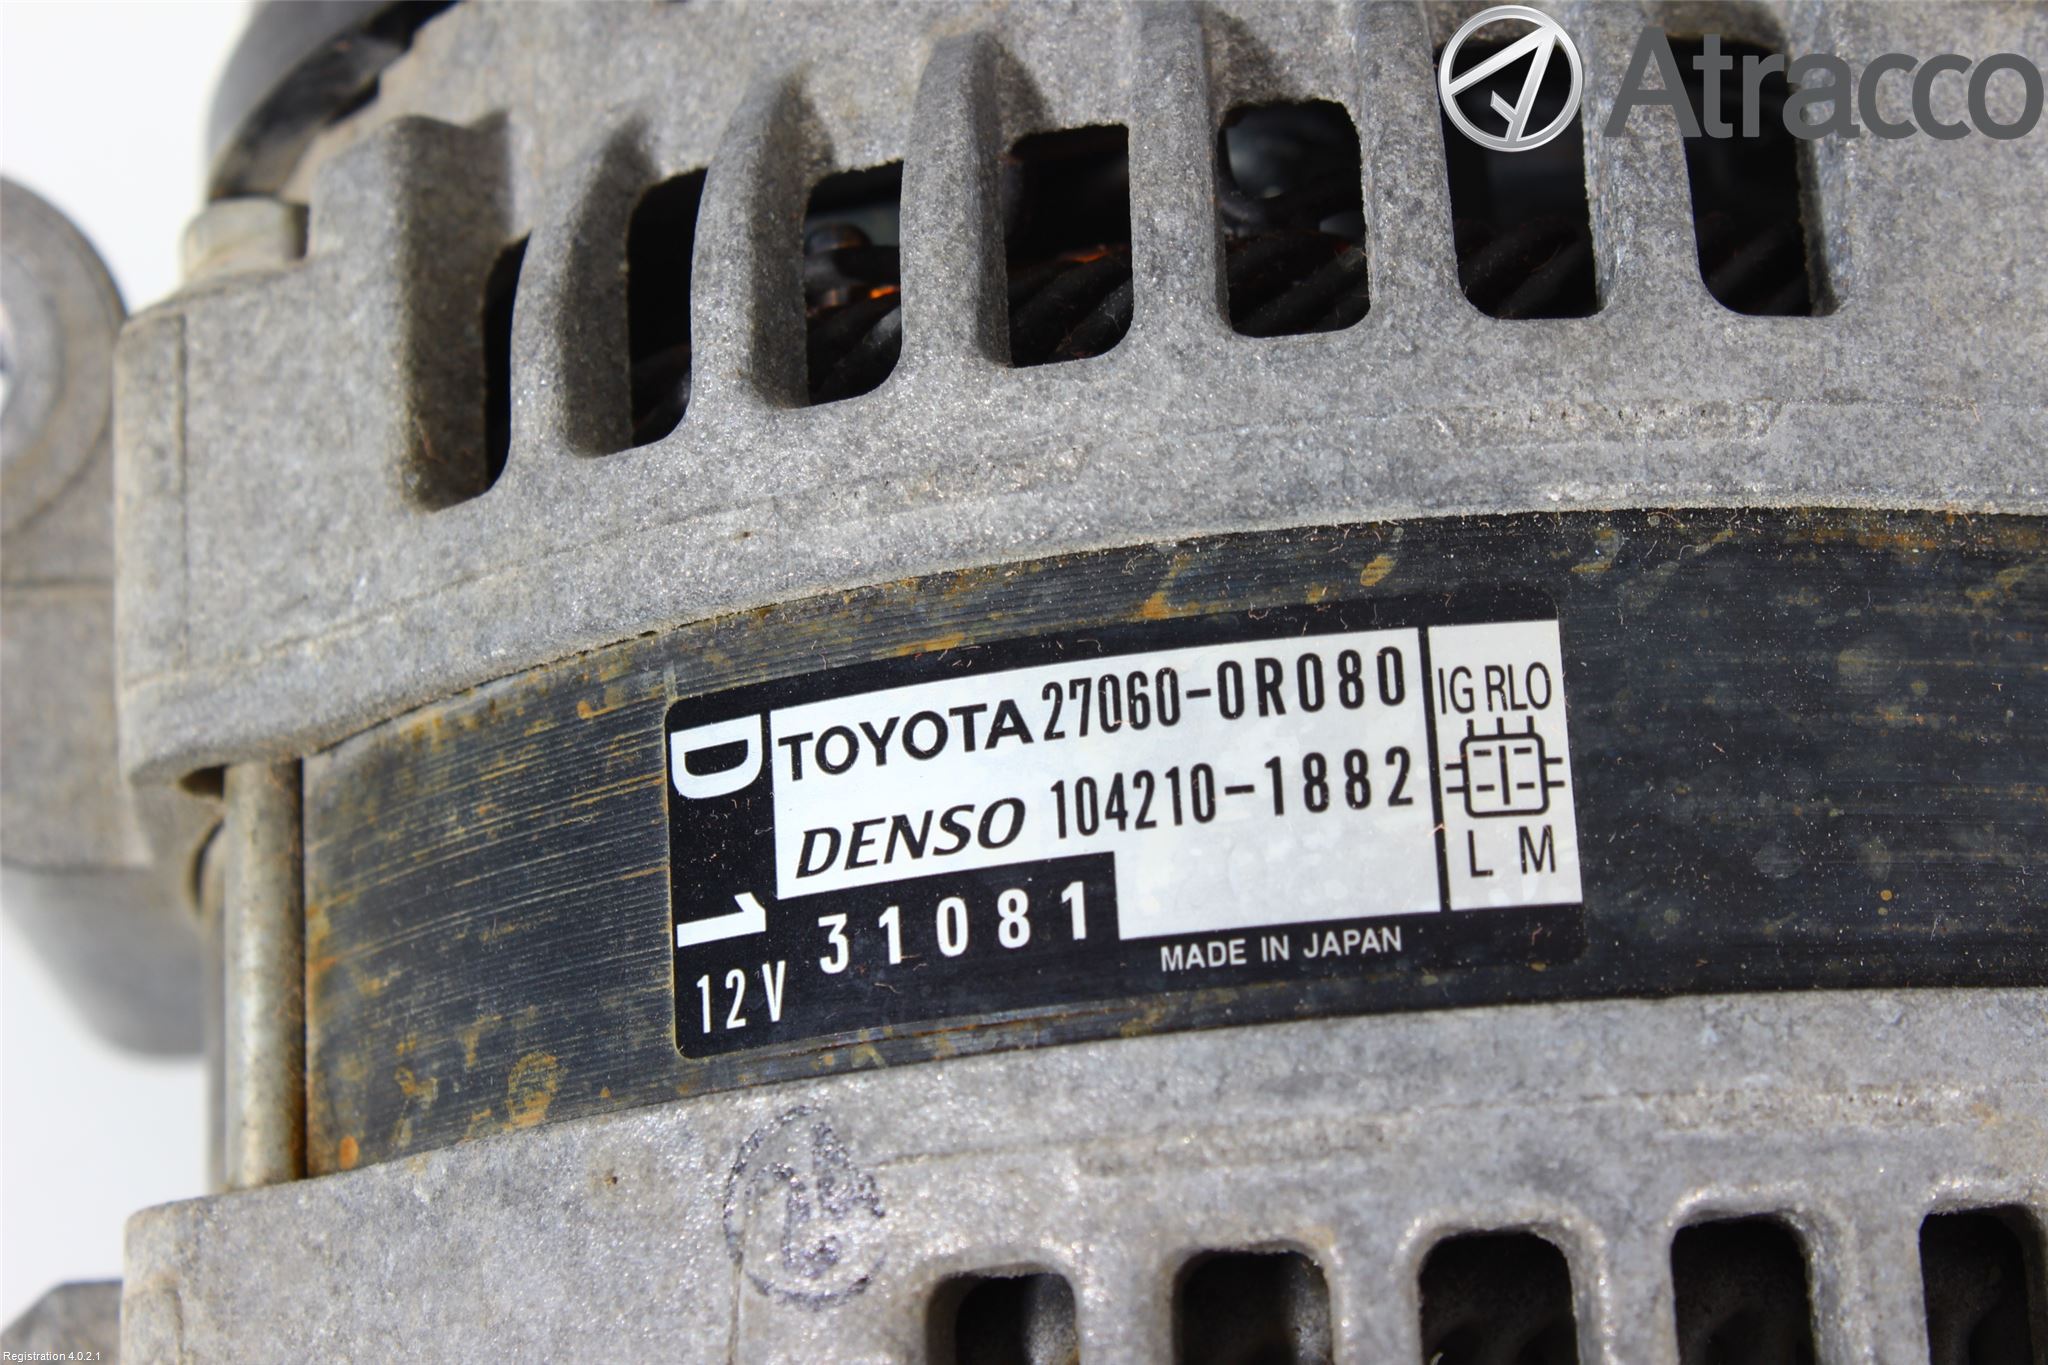 Atracco
D TOYOTA 27060-0R080
DENSO 104210-1882
IG RLO
L M
1
12V 31081
MADE IN JAPAN
Registration 4.0.2.1